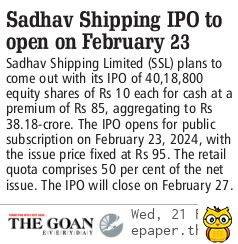 Sadhav Shipping IPO to
open on February 23
Sadhav Shipping Limited (SSL) plans to
come out with its IPO of 40,18,800
equity shares of Rs 10 each for cash at a
premium of Rs 85, aggregating to Rs
38.18-crore. The IPO opens for public
subscription on February 23, 2024, with
the issue price fixed at Rs 95. The retail
quota comprises 50 per cent of the net
issue. The IPO will close on February 27.
THE GOAN
EVERYDAY
Wed, 21
epaper.th